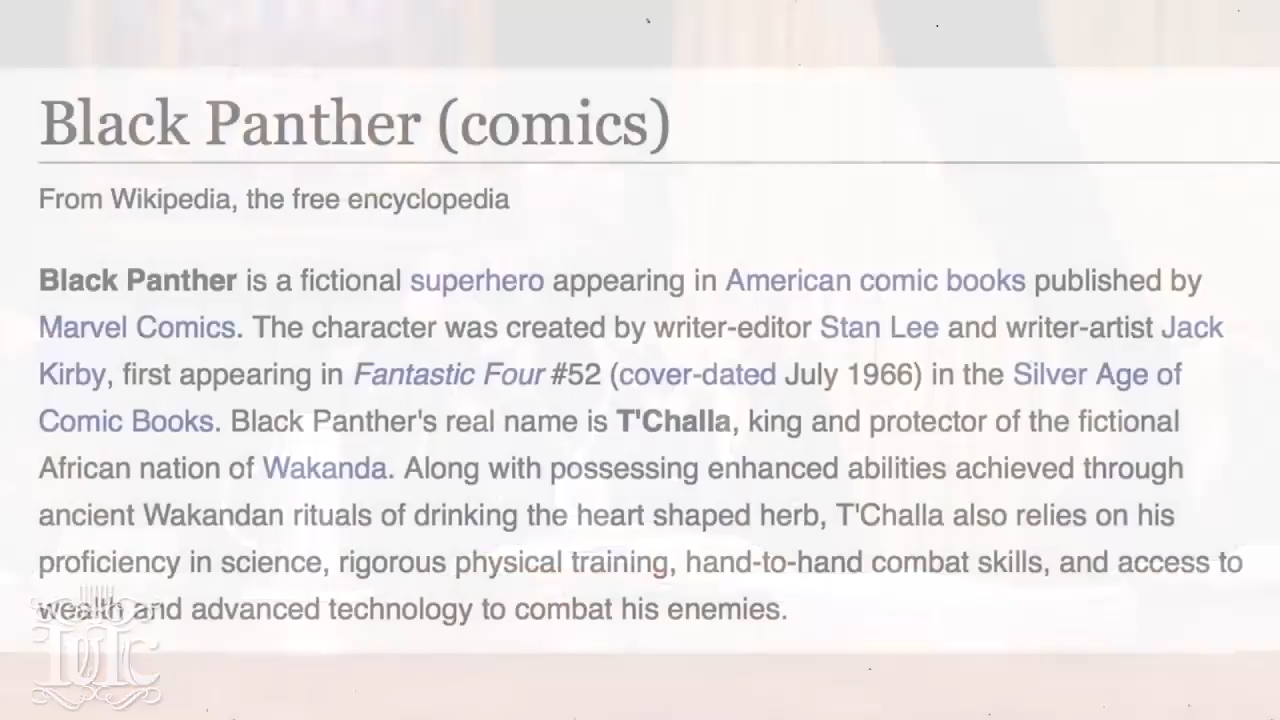 Black Panther (comics)
From Wikipedia, the free encyclopedia
Black Panther is a fictional superhero appearing in American comic books published by
Marvel Comics. The character was created by writer-editor Stan Lee and writer-artist Jack
Kirby, first appearing in Fantastic Four #52 (cover-dated July 1966) in the Silver Age of
Comic Books. Black Panther's real name is T'Challa, king and protector of the fictional
African nation of Wakanda. Along with possessing enhanced abilities achieved through
ancient Wakandan rituals of drinking the heart shaped herb, T'Challa also relies on his
proficiency in science, rigorous physical training, hand-to-hand combat skills, and access to
wealth and advanced technology to combat his enemies.
IUIC